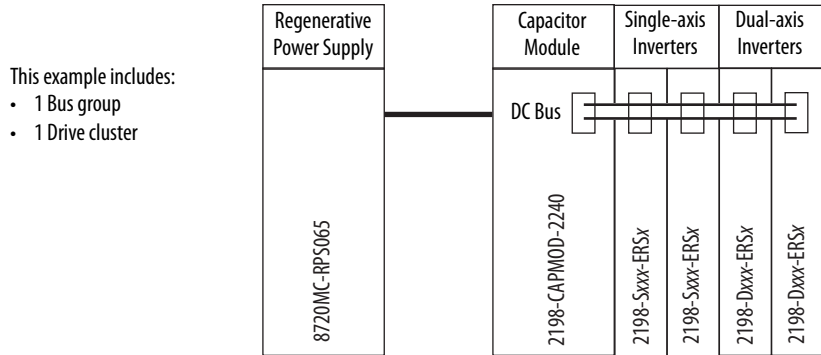 This example includes:
• 1 Bus group
• 1 Drive cluster
Regenerative
Power Supply
Capacitor
Module
Single-axis
Inverters
Dual-axis
Inverters
DC Bus
8720MC-RPS065
2198-CAPMOD-2240
2198-Sxxx-ERSx
2198-Sxxx-ERSx
2198-Dxxx-ERSx
2198-Dxxx-ERSx